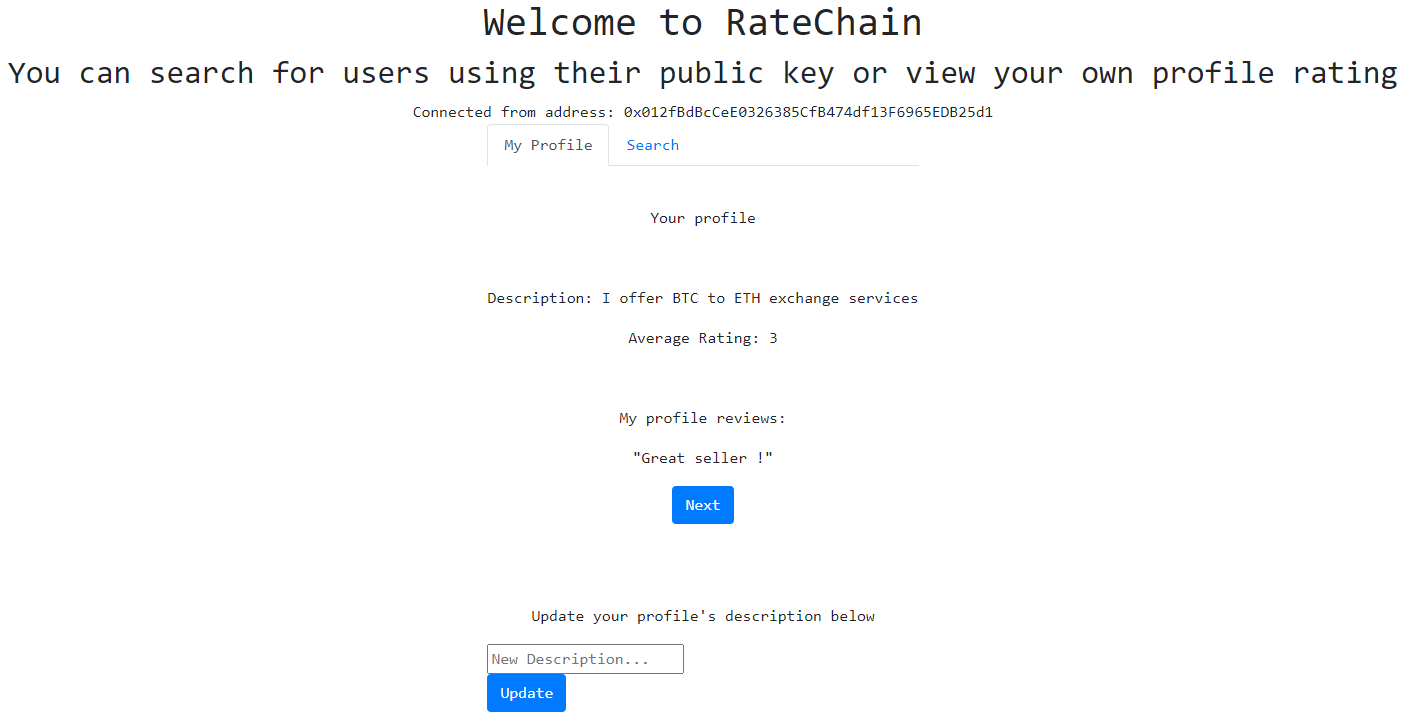 Welcome to RateChain
You can search for users using their public key or view your own profile rating
Connected from address: 0x012fBdBcCeE0326385CfB474df13F6965EDB25d1
My Profile
Search
Your profile
Description: I offer BTC to ETH exchange services
Average Rating: 3
My profile reviews:
"Great seller !"
Next
Update your profile's description below
New Description...
Update